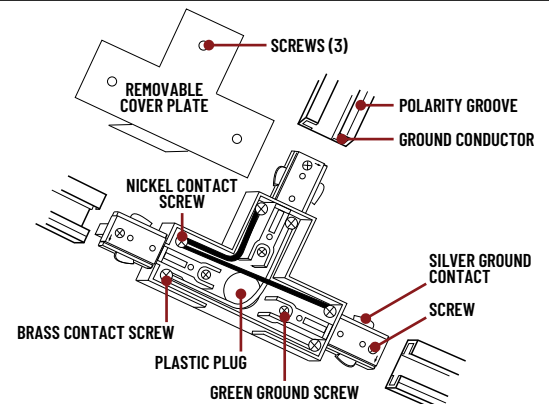 SCREWS (3)
REMOVABLE
COVER PLATE
POLARITY GROOVE
GROUND CONDUCTOR
NICKEL CONTACT
SCREW
SILVER GROUND
CONTACT
SCREW
BRASS CONTACT SCREW
PLASTIC PLUG
GREEN GROUND SCREW